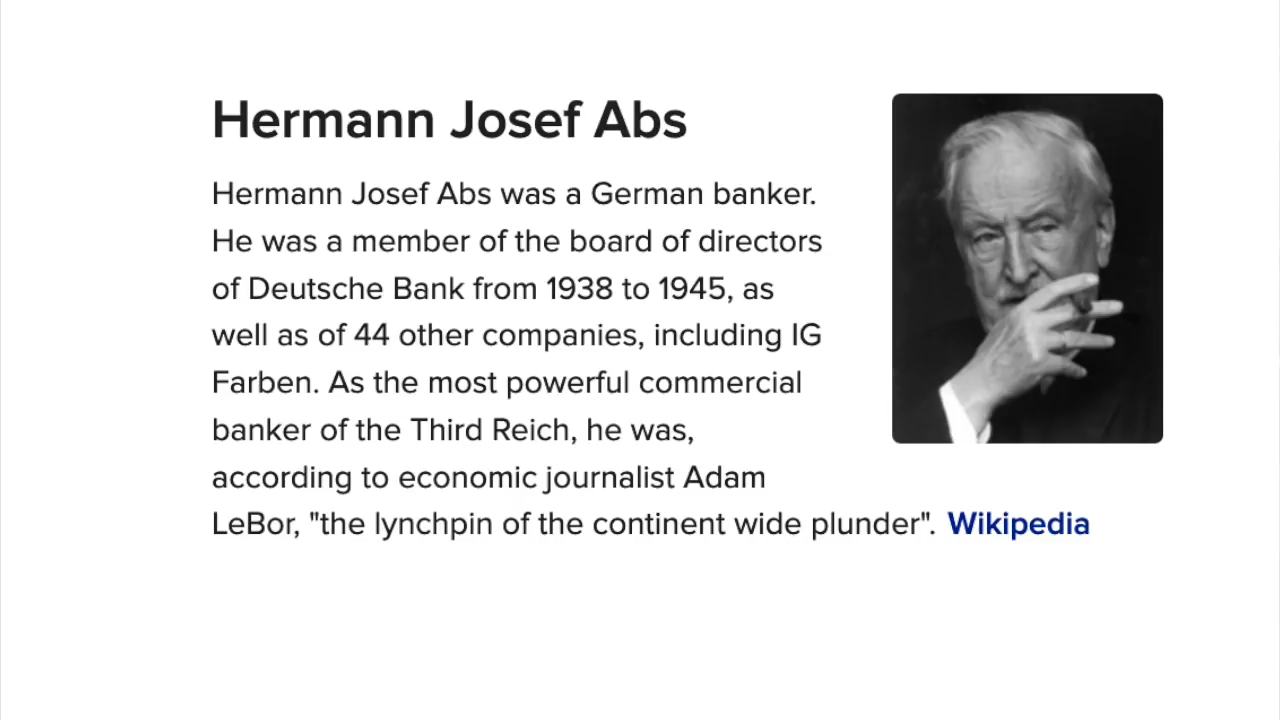 Hermann Josef Abs
Hermann Josef Abs was a German banker.
He was a member of the board of directors
of Deutsche Bank from 1938 to 1945, as
well as of 44 other companies, including IG
Farben. As the most powerful commercial
banker of the Third Reich, he was,
according to economic journalist Adam
LeBor, "the lynchpin of the continent wide plunder". Wikipedia